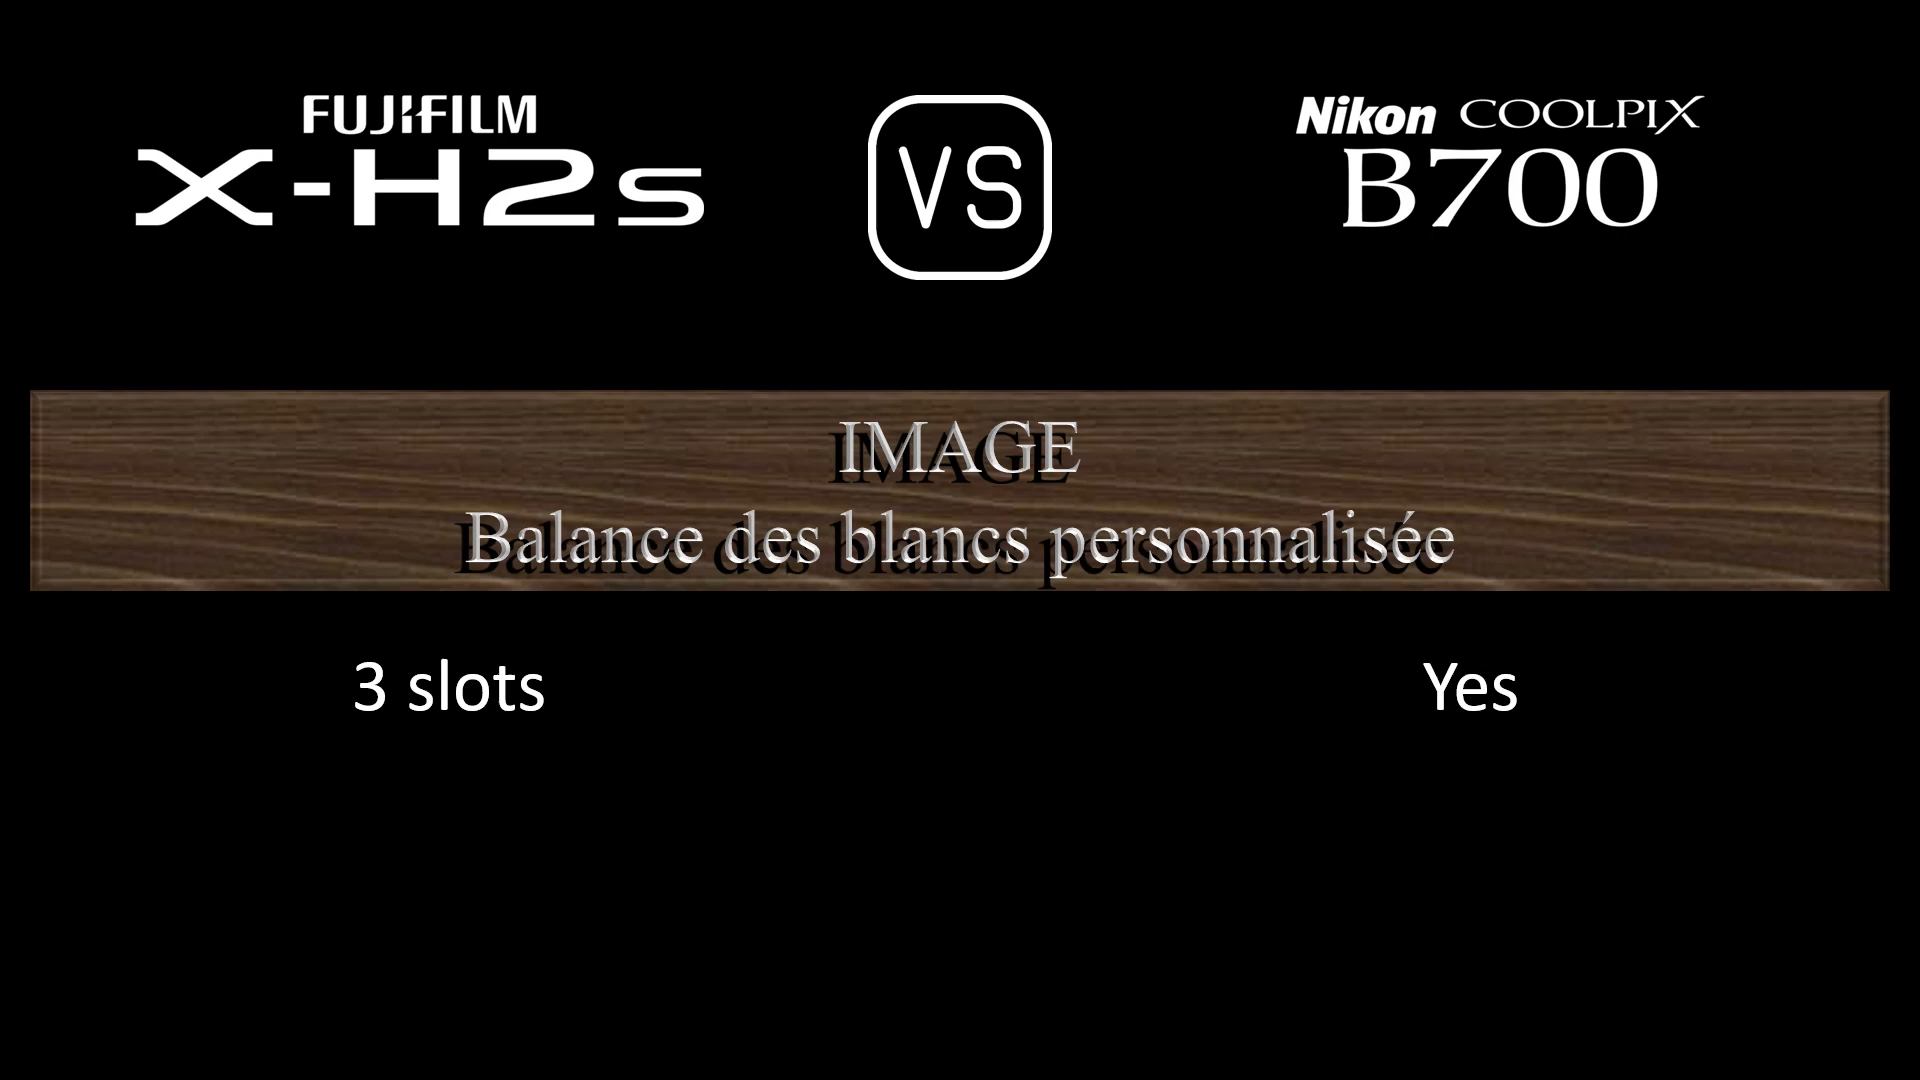 FUJIFILM
X-H2s
VS
Nikon COOLPIX
B700
IMAGE
Balance des blancs personnalisée
3 slots
Yes